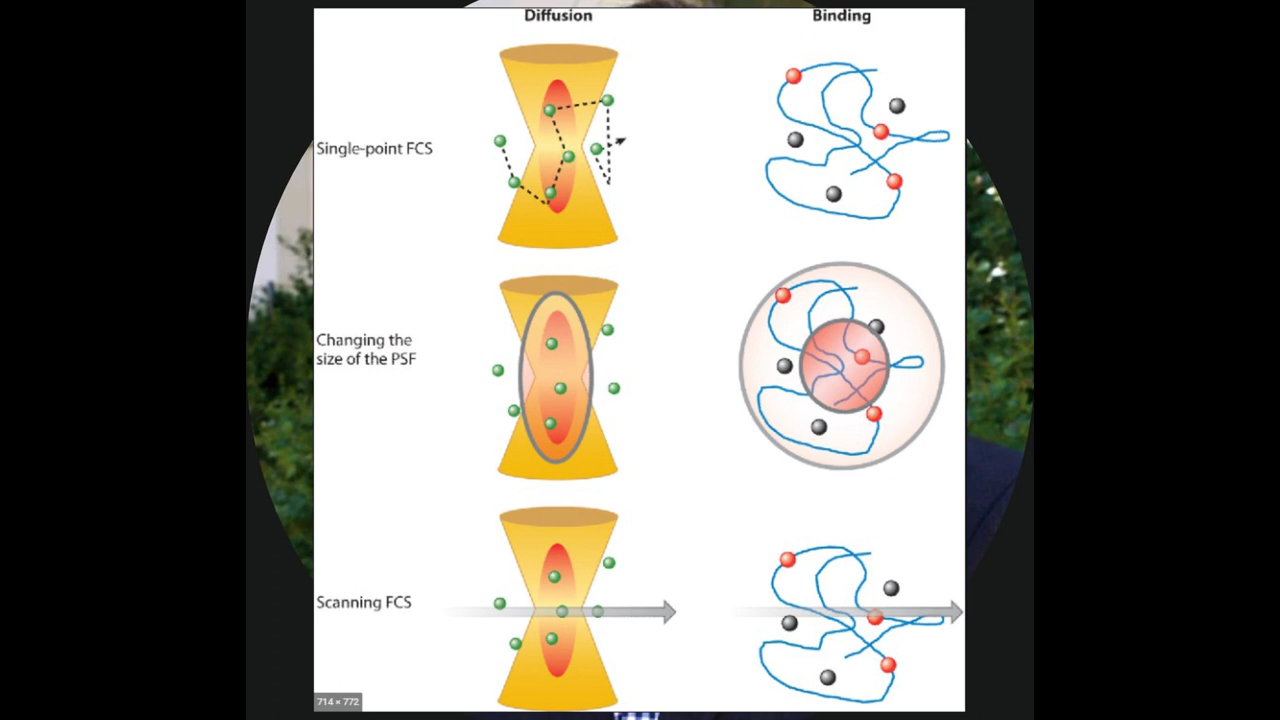 Diffusion
Binding
Single-point FCS
Changing the
size of the PSF
Scanning FCS
714 × 772